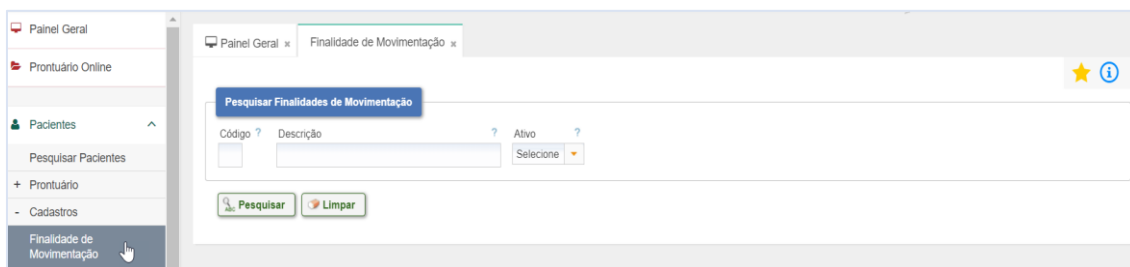 Painel Geral
Prontuário Online
Pacientes
Pesquisar Pacientes
+ Prontuário
- Cadastros
Finalidade de
Movimentação
Painel Geral x
Finalidade de Movimentação x
Pesquisar Finalidades de Movimentação
Código ? Descrição ? Ativo ?
Selecione
ABC Pesquisar Limpar